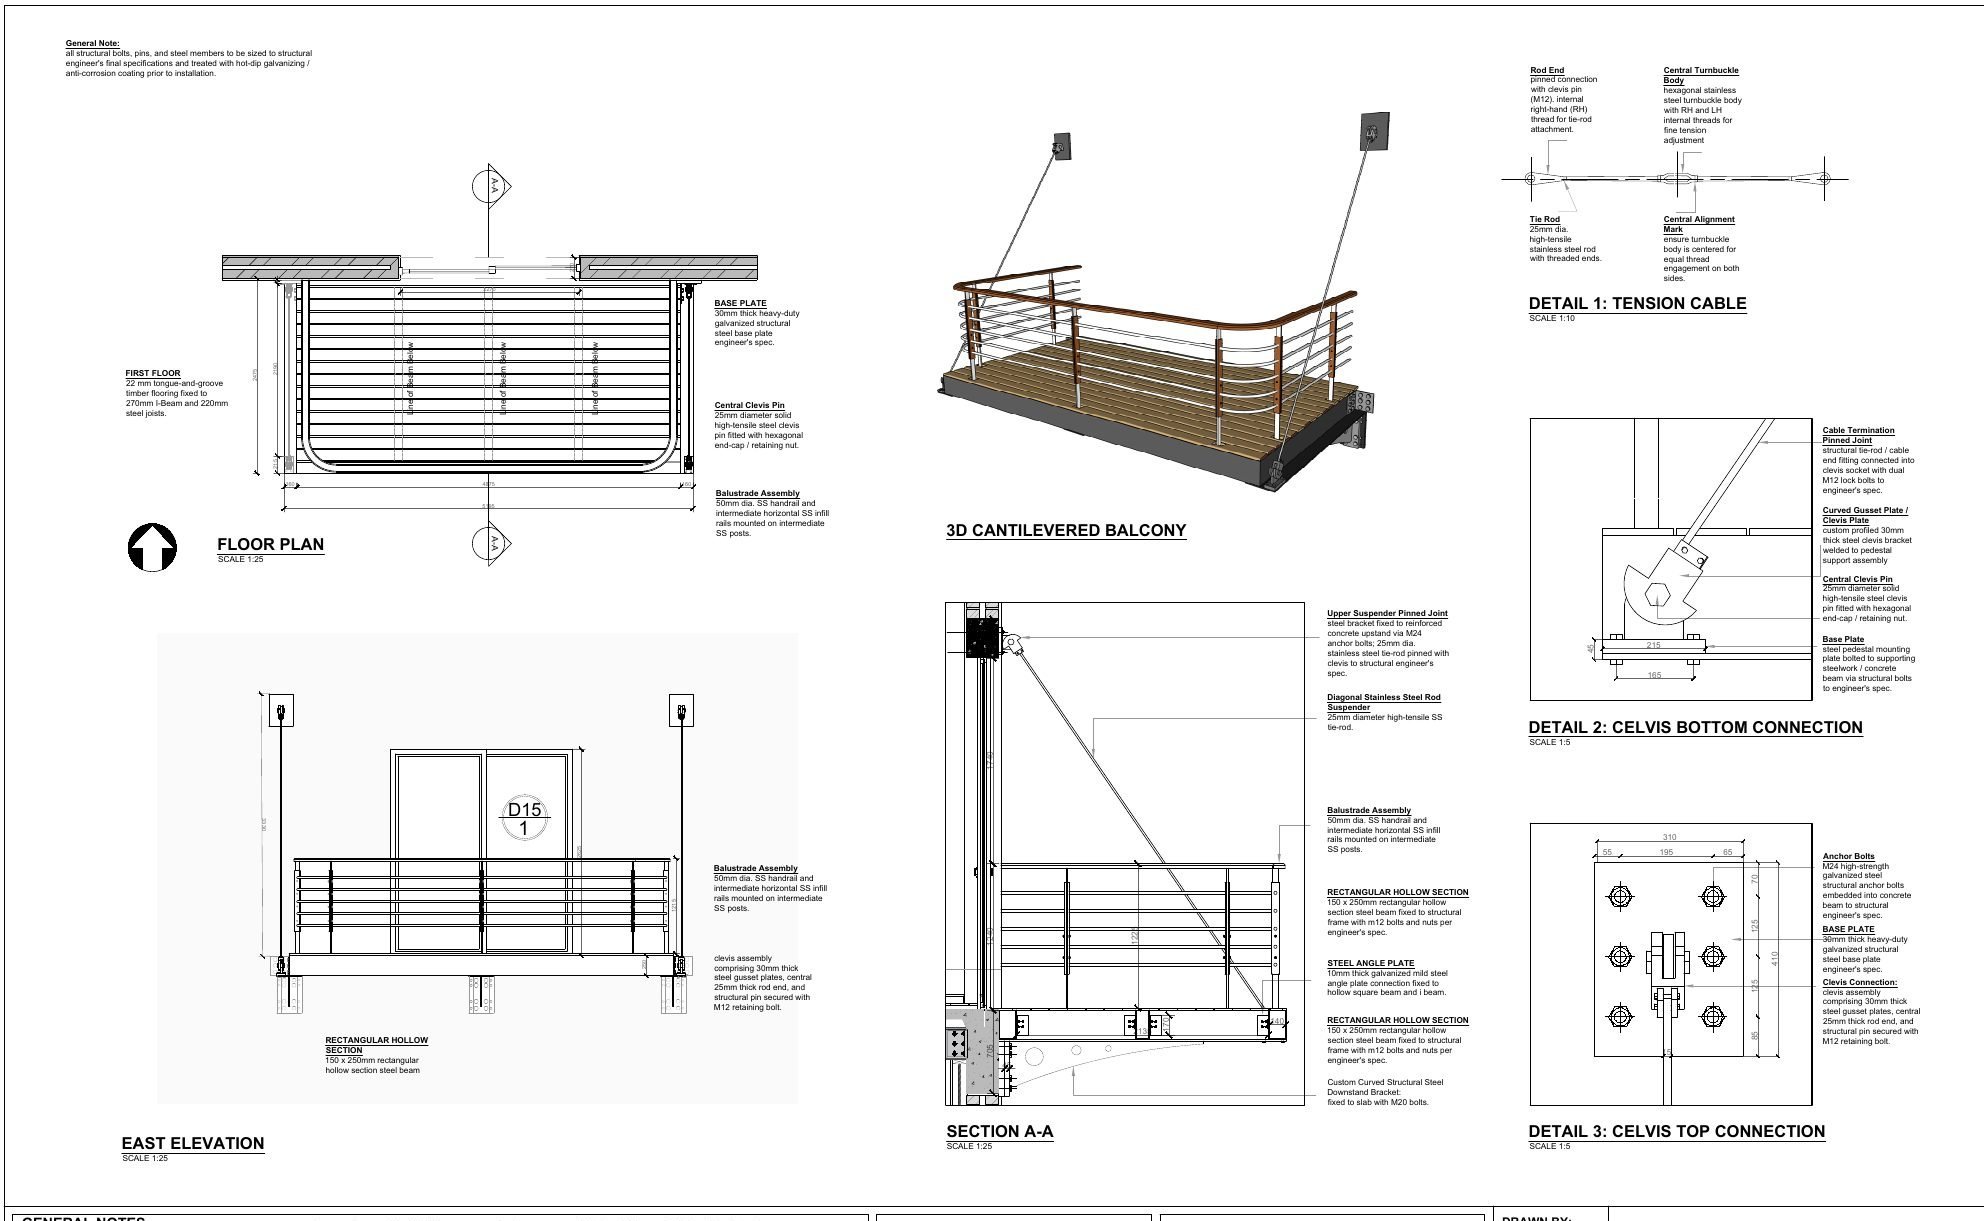 General Note:
all structural bolts, pins, and steel members to be sized to structural
engineer's final specifications and treated with hot-dip galvanizing /
anti-corrosion coating prior to installation.
A-A
BASE PLATE
30mm thick heavy-duty
galvanized structural
steel base plate
engineer's spec.
FIRST FLOOR
22 mm tongue-and-groove
timber flooring fixed to
270mm I-Beam and 220mm
steel joists.
2475
2190
215
Line of Beam Below
Line of Beam Below
Line of Beam Below
Central Clevis Pin
25mm diameter solid
high-tensile steel clevis
pin fitted with hexagonal
end-cap / retaining nut.
160
4875
160
5195
Balustrade Assembly
50mm dia. SS handrail and
intermediate horizontal SS infill
rails mounted on intermediate
SS posts.
A-A
FLOOR PLAN
SCALE 1:25
3D CANTILEVERED BALCONY
Rod End
pinned connection
with clevis pin
(M12). internal
right-hand (RH)
thread for tie-rod
attachment.
Central Turnbuckle
Body
hexagonal stainless
steel turnbuckle body
with RH and LH
internal threads for
fine tension
adjustment
Tie Rod
25mm dia.
high-tensile
stainless steel rod
with threaded ends.
Central Alignment
Mark
ensure turnbuckle
body is centered for
equal thread
engagement on both
sides.
DETAIL 1: TENSION CABLE
SCALE 1:10
Cable Termination
Pinned Joint
structural tie-rod / cable
end fitting connected into
clevis socket with dual
M12 lock bolts to
engineer's spec.
Curved Gusset Plate /
Clevis Plate
custom profiled 30mm
thick steel clevis bracket
welded to pedestal
support assembly
Central Clevis Pin
25mm diameter solid
high-tensile steel clevis
pin fitted with hexagonal
end-cap / retaining nut.
Base Plate
steel pedestal mounting
plate bolted to supporting
steelwork / concrete
beam via structural bolts
to engineer's spec.
45
215
165
DETAIL 2: CELVIS BOTTOM CONNECTION
SCALE 1:5
D15
1
Balustrade Assembly
50mm dia. SS handrail and
intermediate horizontal SS infill
rails mounted on intermediate
SS posts.
clevis assembly
comprising 30mm thick
steel gusset plates, central
25mm thick rod end, and
structural pin secured with
M12 retaining bolt.
RECTANGULAR HOLLOW
SECTION
150 x 250mm rectangular
hollow section steel beam
EAST ELEVATION
SCALE 1:25
Upper Suspender Pinned Joint
steel bracket fixed to reinforced
concrete upstand via M24
anchor bolts; 25mm dia.
stainless steel tie-rod pinned with
clevis to structural engineer's
spec.
Diagonal Stainless Steel Rod
Suspender
25mm diameter high-tensile SS
tie-rod.
Balustrade Assembly
50mm dia. SS handrail and
intermediate horizontal SS infill
rails mounted on intermediate
SS posts.
RECTANGULAR HOLLOW SECTION
150 x 250mm rectangular hollow
section steel beam fixed to structural
frame with m12 bolts and nuts per
engineer's spec.
STEEL ANGLE PLATE
10mm thick galvanized mild steel
angle plate connection fixed to
hollow square beam and i beam.
RECTANGULAR HOLLOW SECTION
150 x 250mm rectangular hollow
section steel beam fixed to structural
frame with m12 bolts and nuts per
engineer's spec.
Custom Curved Structural Steel
Downstand Bracket:
fixed to slab with M20 bolts.
1740
705
170
SECTION A-A
SCALE 1:25
310
55
195
65
70
125
410
125
85
Anchor Bolts
M24 high-strength
galvanized steel
structural anchor bolts
embedded into concrete
beam to structural
engineer's spec.
BASE PLATE
30mm thick heavy-duty
galvanized structural
steel base plate
engineer's spec.
Clevis Connection:
clevis assembly
comprising 30mm thick
steel gusset plates, central
25mm thick rod end, and
structural pin secured with
M12 retaining bolt.
DETAIL 3: CELVIS TOP CONNECTION
SCALE 1:5
GENERAL NOTES
DRAWN BY: